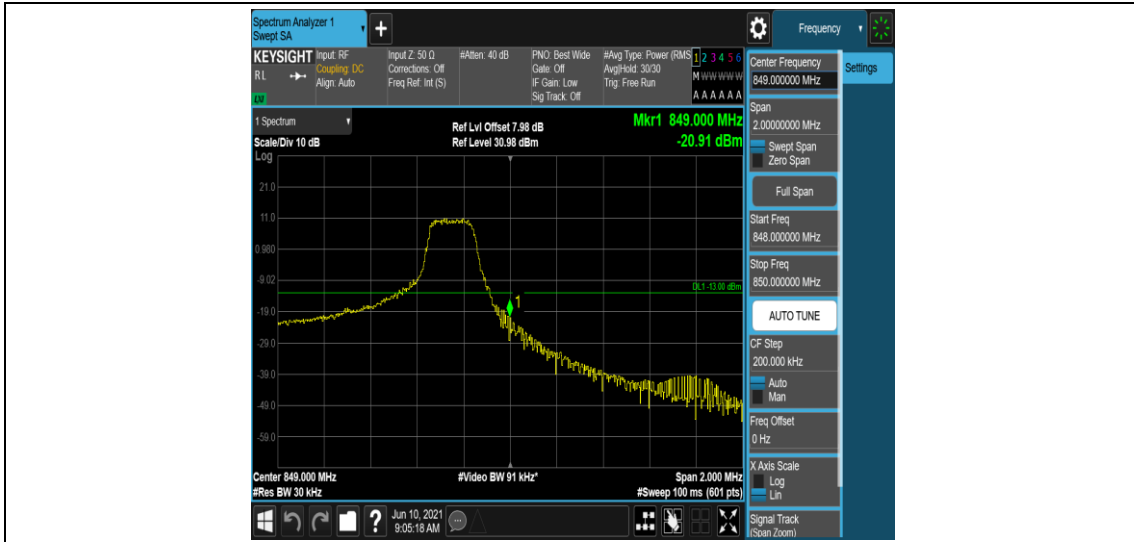 Spectrum Analyzer 1
Swept SA
+
Frequency
KEYSIGHT
RL
LXI
Input: RF
Coupling: DC
Align: Auto
Input Z: 50 Ω
Corrections: Off
Freq Ref: Int (S)
#Atten: 40 dB
PNO: Best Wide
Gate: Off
IF Gain: Low
Sig Track: Off
#Avg Type: Power (RMS
Avg|Hold: 30/30
Trig: Free Run
1 2 3 4 5 6
M W W W W W
A A A A A A
1 Spectrum
Scale/Div 10 dB
Log
Ref Lvl Offset 7.98 dB
Ref Level 30.98 dBm
Mkr1 849.000 MHz
-20.91 dBm
21.0
11.0
0.980
-9.02
-19.0
-29.0
-39.0
-49.0
-59.0
DL1 -13.00 dBm
1
Center 849.000 MHz
#Res BW 30 kHz
#Video BW 91 kHz*
Span 2.000 MHz
#Sweep 100 ms (601 pts)
Center Frequency
849.000000 MHz
Settings
Span
2.00000000 MHz
Swept Span
Zero Span
Full Span
Start Freq
848.000000 MHz
Stop Freq
850.000000 MHz
AUTO TUNE
CF Step
200.000 kHz
Auto
Man
Freq Offset
0 Hz
X Axis Scale
Log
Lin
Signal Track
(Span Zoom)
?
Jun 10, 2021
9:05:18 AM